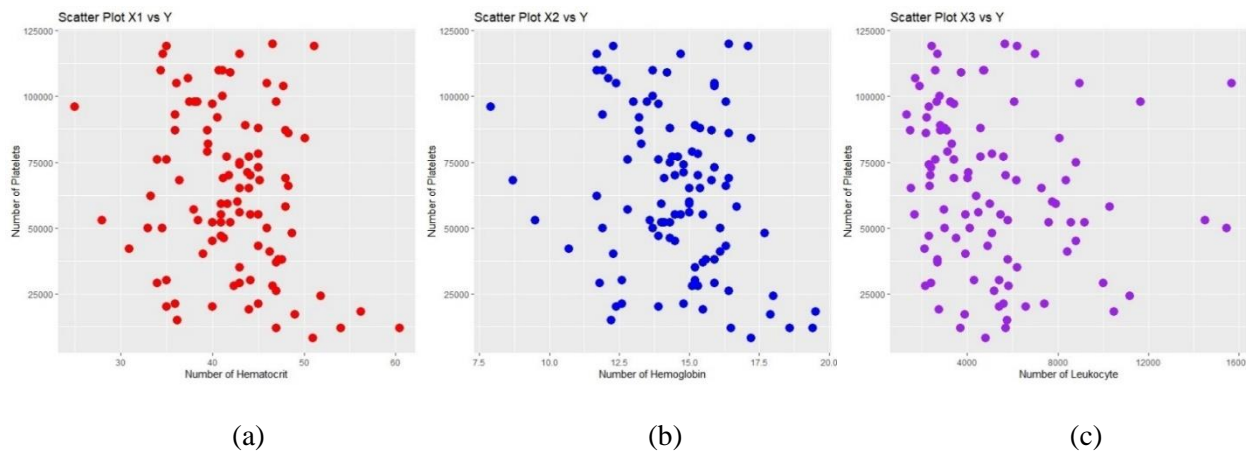 Scatter Plot X1 vs Y
125000
100000
75000
50000
25000
Number of Platelets
30
40
50
60
Number of Hematocrit
(a)
Scatter Plot X2 vs Y
125000
100000
75000
50000
25000
Number of Platelets
7.5
10.0
12.5
15.0
17.5
20.0
Number of Hemoglobin
(b)
Scatter Plot X3 vs Y
125000
100000
75000
50000
25000
Number of Platelets
4000
8000
12000
1600
Number of Leukocyte
(c)